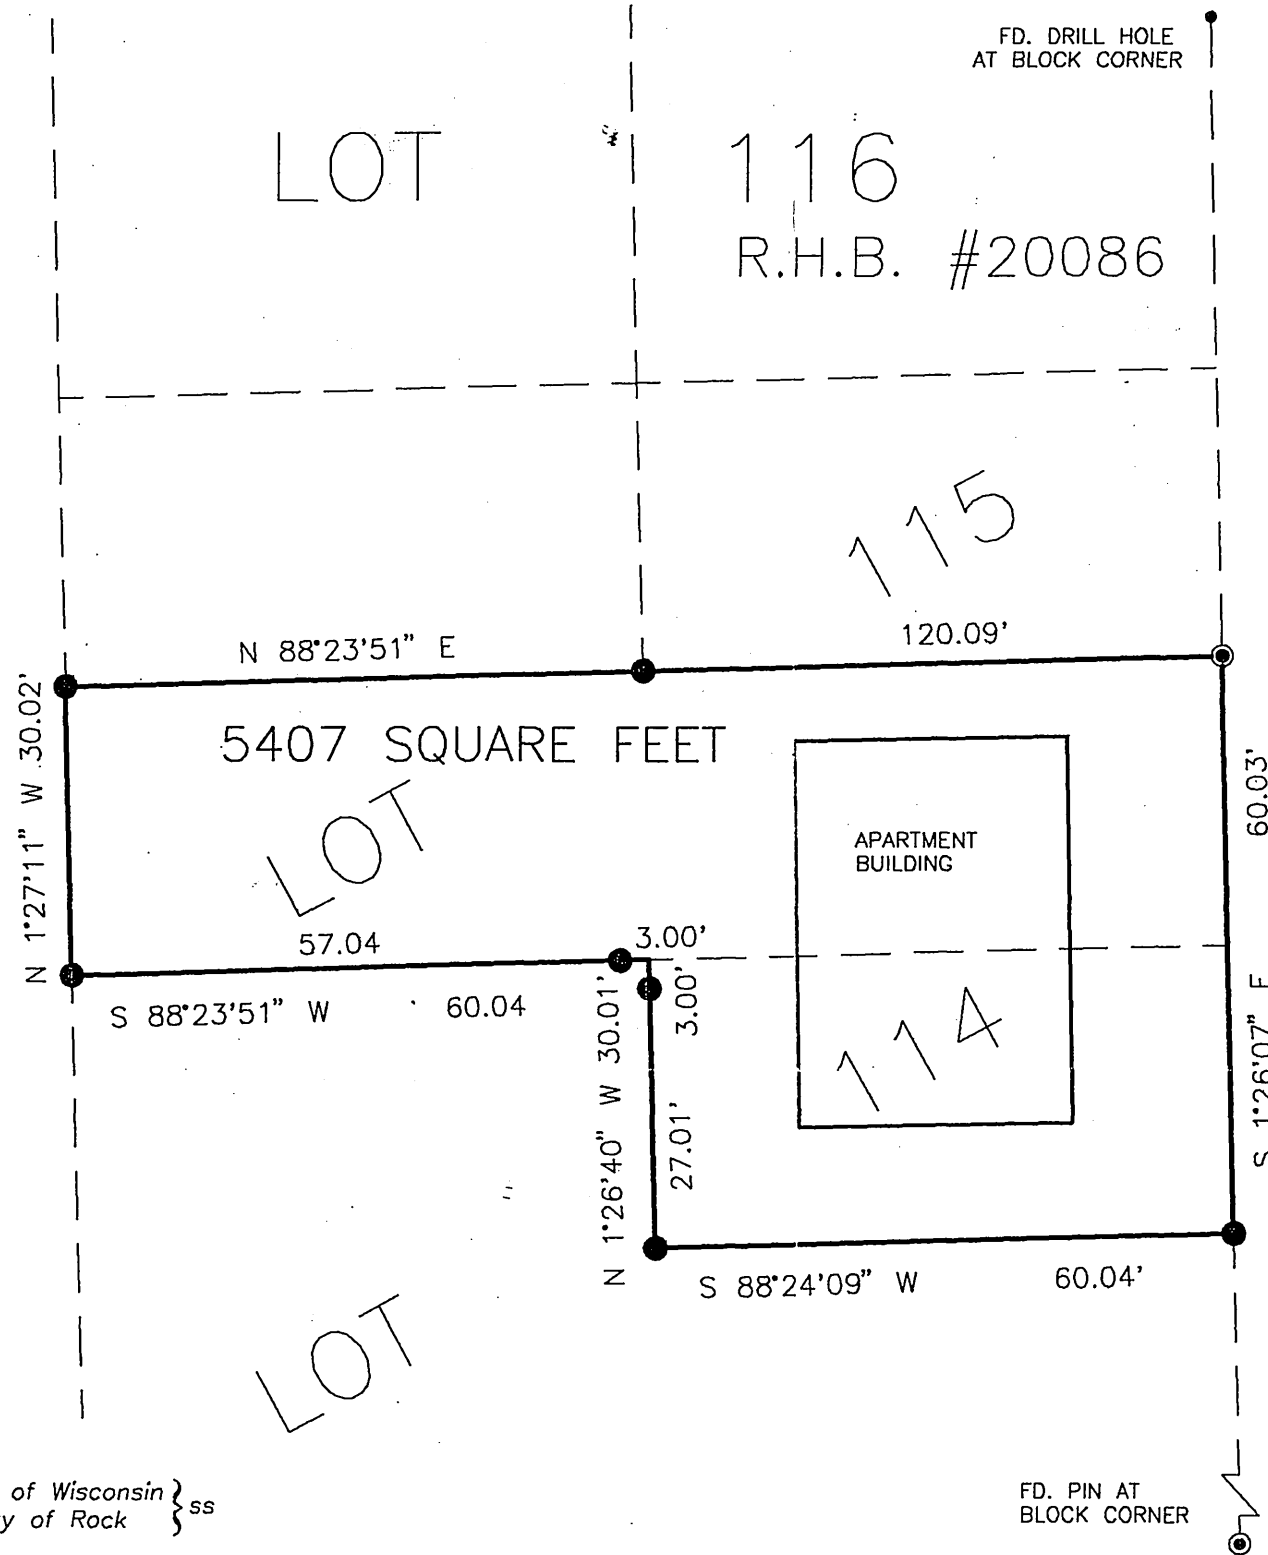 FD. DRILL HOLE
AT BLOCK CORNER
LOT 116
R.H.B. #20086
115
N 88°23'51" E 120.09'
N 1°27'11" W 30.02'
5407 SQUARE FEET
60.03'
LOT
APARTMENT
BUILDING
57.04 3.00'
S 88°23'51" W 60.04
3.00'
N 1°26'40" W 30.01'
114
27.01'
S 1°26'07"
S 88°24'09" W 60.04'
LOT
of Wisconsin } ss
y of Rock
FD. PIN AT
BLOCK CORNER